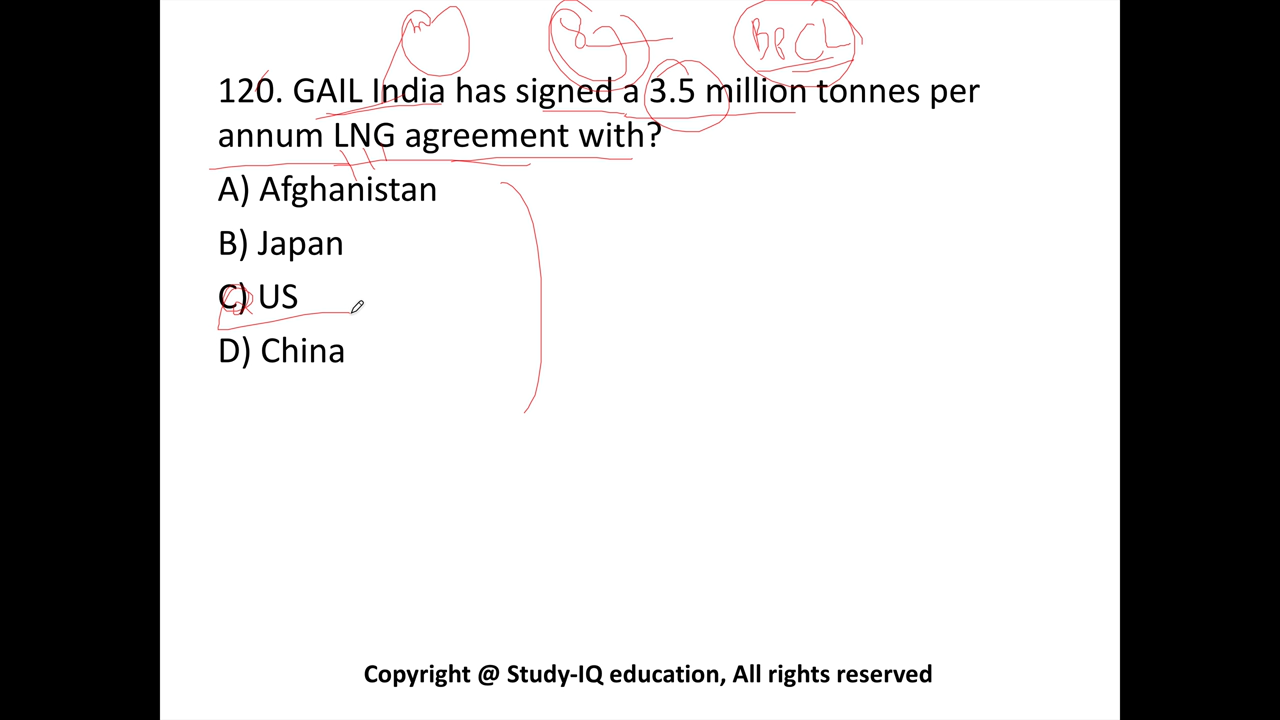 BPCL
120. GAIL India has signed a 3.5 million tonnes per
annum LNG agreement with?
A) Afghanistan
B) Japan
C) US
D) China
Copyright @ Study-IQ education, All rights reserved